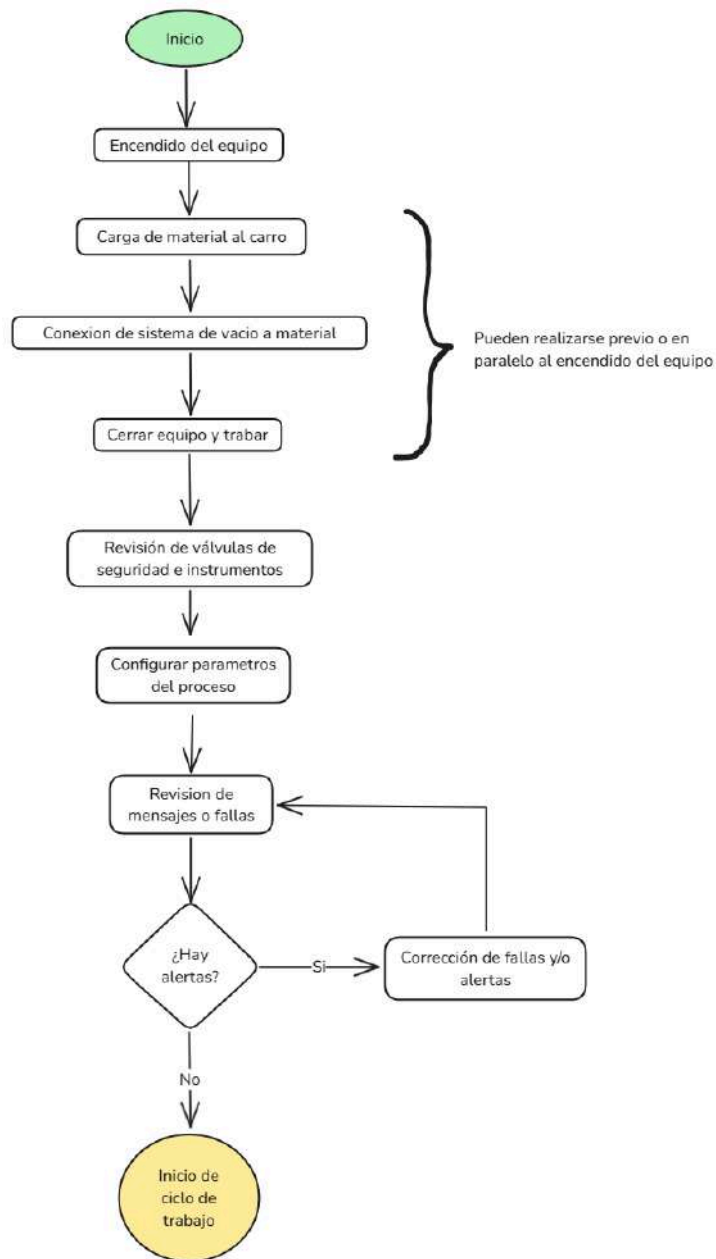 Inicio
Encendido del equipo
Carga de material al carro
Conexion de sistema de vacio a material
Pueden realizarse previo o en
paralelo al encendido del equipo
Cerrar equipo y trabar
Revisión de válvulas de
seguridad e instrumentos
Configurar parametros
del proceso
Revision de
mensajes o fallas
¿Hay
alertas?
Si
Corrección de fallas y/o
alertas
No
Inicio de
ciclo de
trabajo